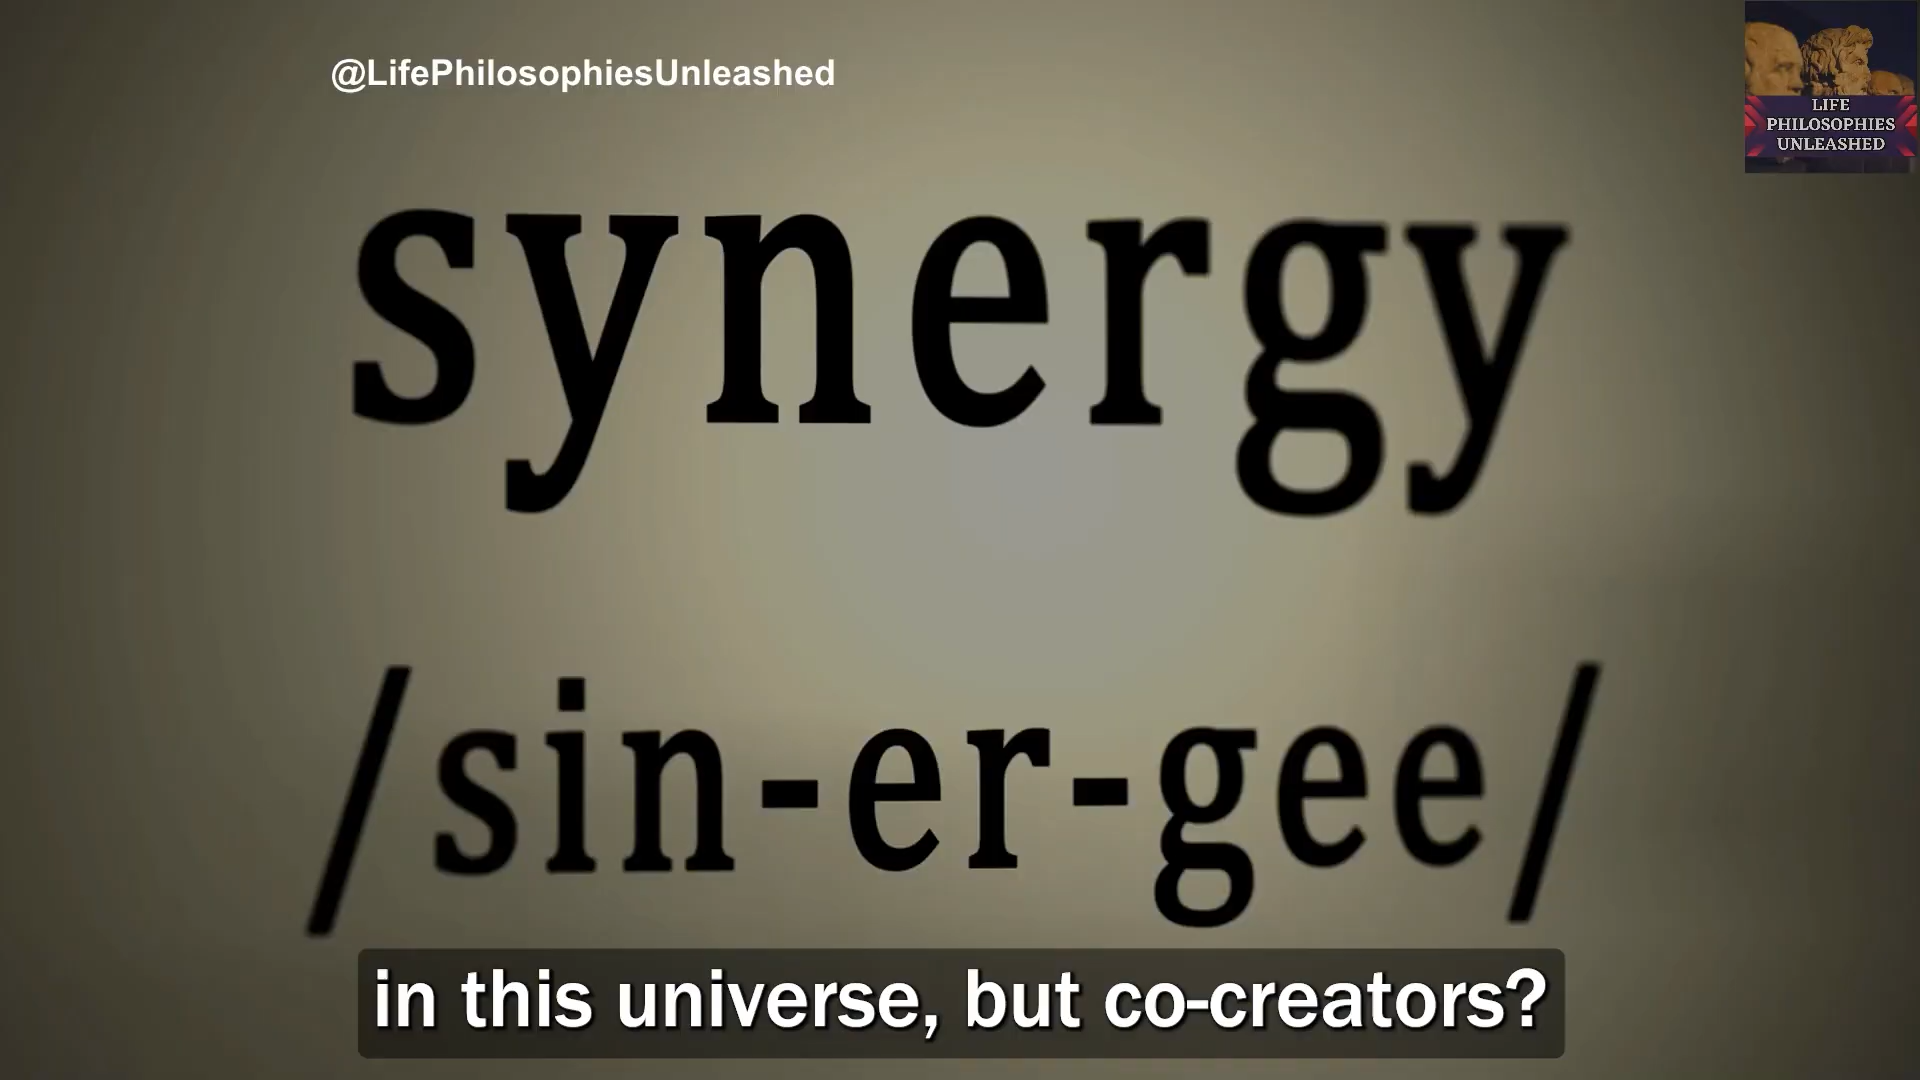 @LifePhilosophiesUnleashed
LIFE
PHILOSOPHIES
UNLEASHED
synergy
/sin-er-gee/
in this universe, but co-creators?